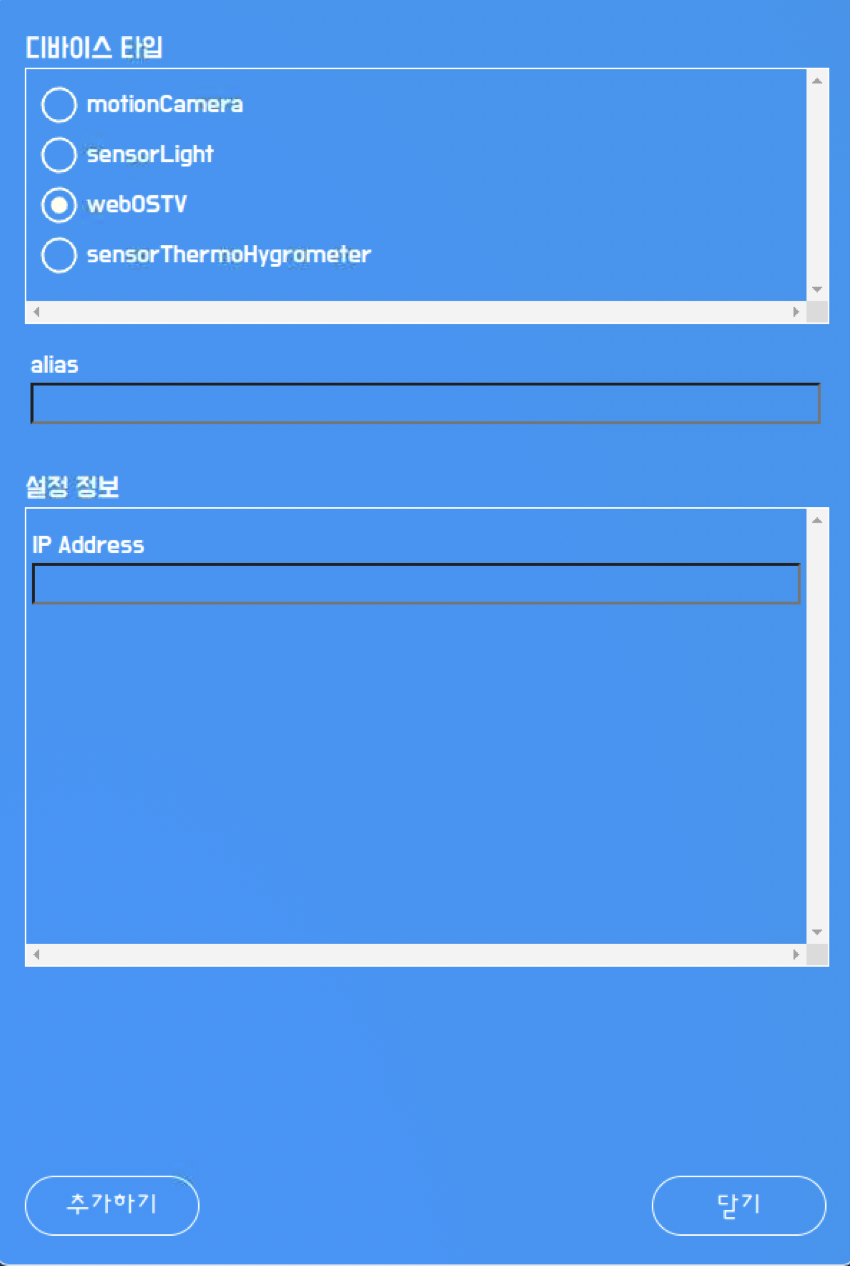 디바이스 타입
motionCamera
sensorLight
webOSTV
sensorThermoHygrometer
alias
설정 정보
IP Address
추가하기
닫기